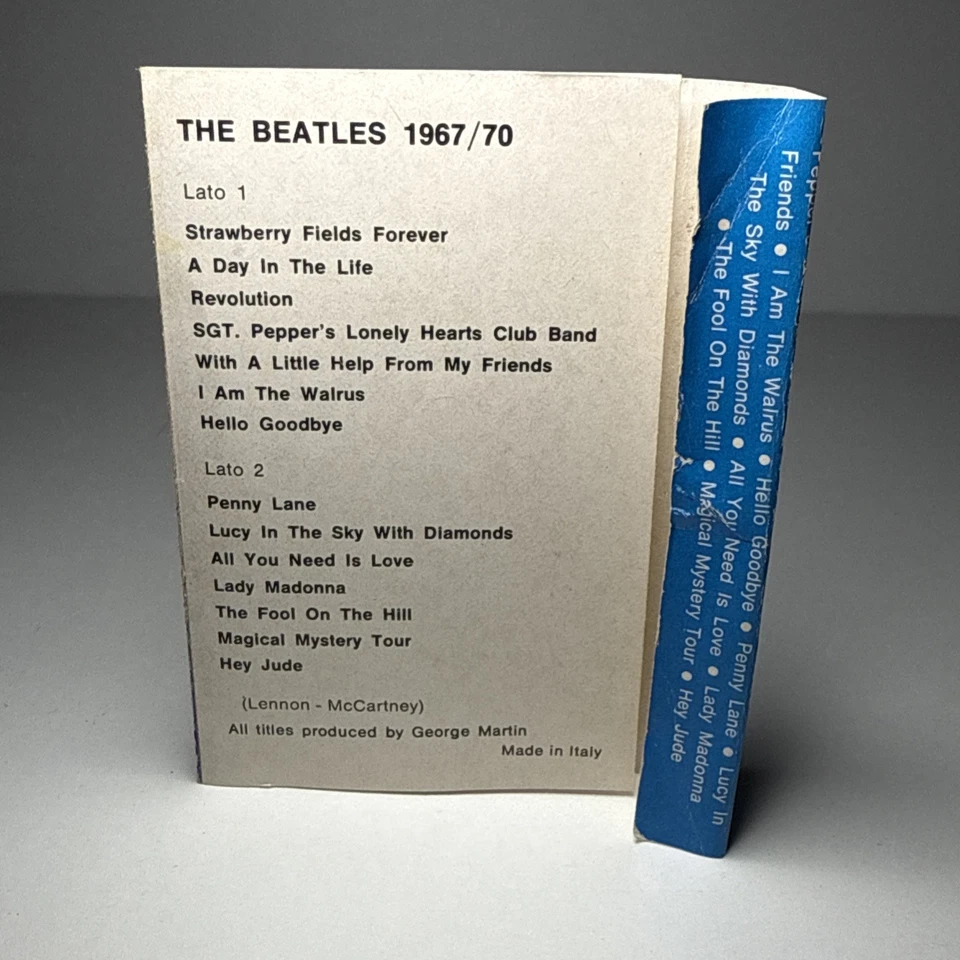 THE BEATLES 1967/70
Lato 1
Strawberry Fields Forever
A Day In The Life
Revolution
SGT. Pepper's Lonely Hearts Club Band
With A Little Help From My Friends
I Am The Walrus
Hello Goodbye
Lato 2
Penny Lane
Lucy In The Sky With Diamonds
All You Need Is Love
Lady Madonna
The Fool On The Hill
Magical Mystery Tour
Hey Jude
(Lennon - McCartney)
All titles produced by George Martin
Made in Italy
Friends • I Am The Walrus • Hello Goodbye • Penny Lane • Lucy In
The Sky With Diamonds • All You Need Is Love • Lady Madonna
• The Fool On The Hill • Magical Mystery Tour • Hey Jude